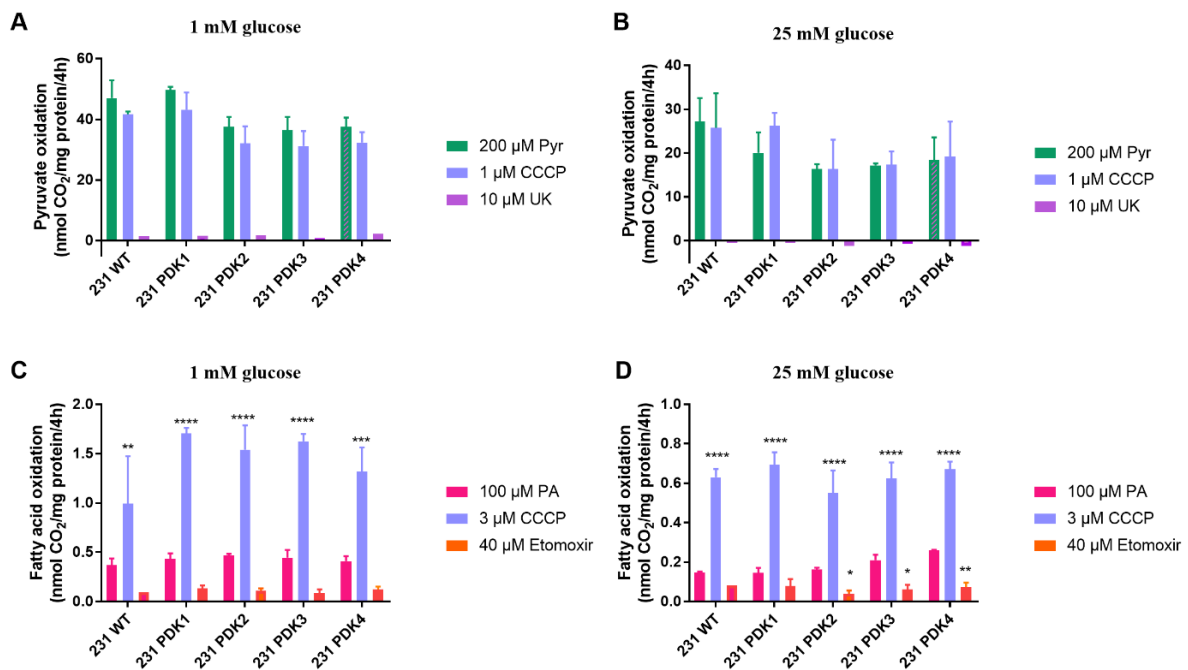 A
1 mM glucose
Pyruvate oxidation
(nmol CO₂/mg protein/4h)
60
40
20
0
231 WT
231 PDK1
231 PDK2
231 PDK3
231 PDK4
200 µM Pyr
1 µM CCCP
10 µM UK
B
25 mM glucose
Pyruvate oxidation
(nmol CO₂/mg protein/4h)
40
30
20
10
0
231 WT
231 PDK1
231 PDK2
231 PDK3
231 PDK4
200 µM Pyr
1 µM CCCP
10 µM UK
C
1 mM glucose
Fatty acid oxidation
(nmol CO₂/mg protein/4h)
2.0
1.5
1.0
0.5
0.0
** **** **** **** ***
231 WT
231 PDK1
231 PDK2
231 PDK3
231 PDK4
100 µM PA
3 µM CCCP
40 µM Etomoxir
D
25 mM glucose
Fatty acid oxidation
(nmol CO₂/mg protein/4h)
1.0
0.8
0.6
0.4
0.2
0.0
**** **** **** **** ****
* * **
231 WT
231 PDK1
231 PDK2
231 PDK3
231 PDK4
100 µM PA
3 µM CCCP
40 µM Etomoxir